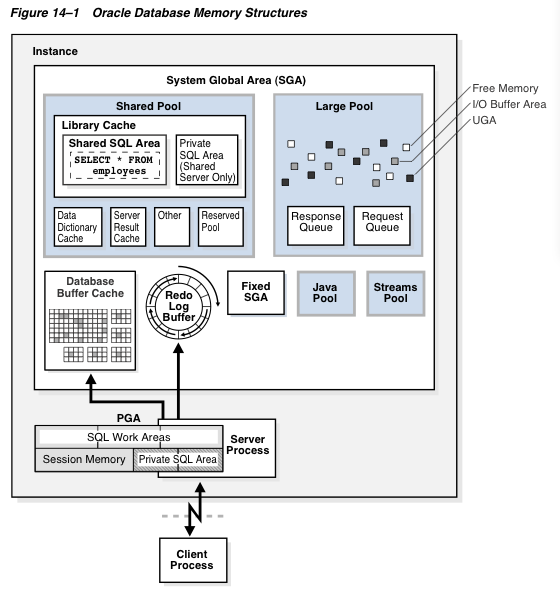 Figure 14–1 Oracle Database Memory Structures
Instance
System Global Area (SGA)
Shared Pool
Library Cache
Shared SQL Area
SELECT * FROM
employees
Private
SQL Area
(Shared
Server Only)
Data
Dictionary
Cache
Server
Result
Cache
Other
Reserved
Pool
Large Pool
Response
Queue
Request
Queue
Free Memory
I/O Buffer Area
UGA
Database
Buffer Cache
Redo
Log
Buffer
Fixed
SGA
Java
Pool
Streams
Pool
PGA
SQL Work Areas
Session Memory
Private SQL Area
Server
Process
Client
Process